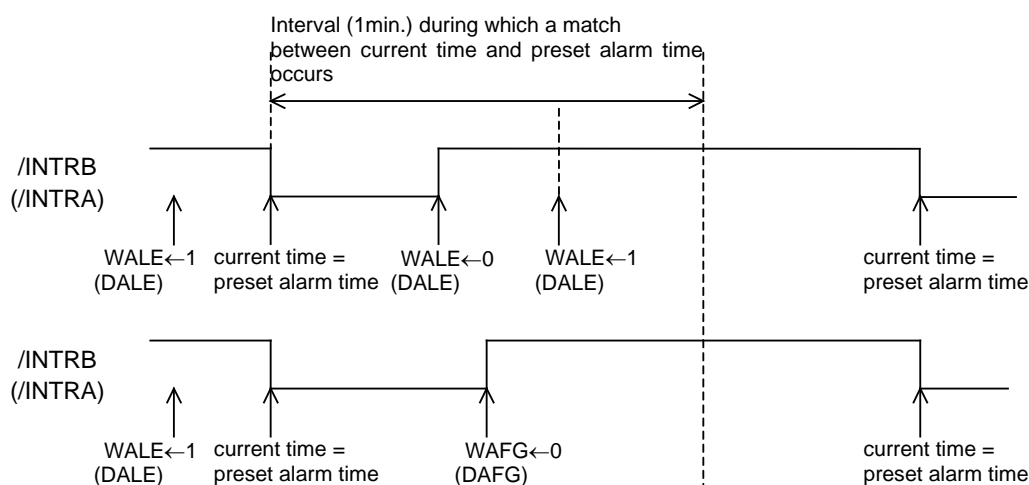 Interval (1min.) during which a match
between current time and preset alarm time
occurs
/INTRB
(/INTRA)
WALE←1
(DALE)
current time =
preset alarm time
WALE←0
(DALE)
WALE←1
(DALE)
current time =
preset alarm time
/INTRB
(/INTRA)
WALE←1
(DALE)
current time =
preset alarm time
WAFG←0
(DAFG)
current time =
preset alarm time